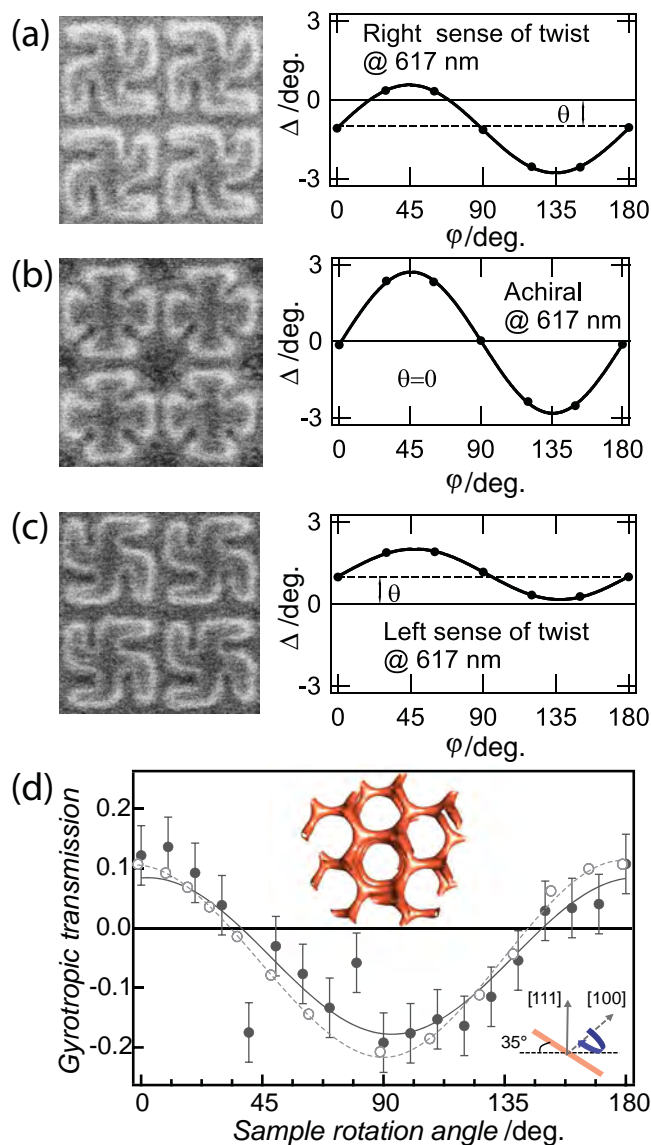 (a)
3
Right sense of twist
@ 617 nm
0
θ
-3
Δ /deg.
0 45 90 135 180
φ/deg.
(b)
3
Achiral
@ 617 nm
0
θ=0
-3
Δ /deg.
0 45 90 135 180
φ/deg.
(c)
3
θ
0
Left sense of twist
@ 617 nm
-3
Δ /deg.
0 45 90 135 180
φ/deg.
(d)
0.2
0.1
0.0
-0.1
-0.2
Gyrotropic transmission
[111] [100]
35°
0 45 90 135 180
Sample rotation angle /deg.